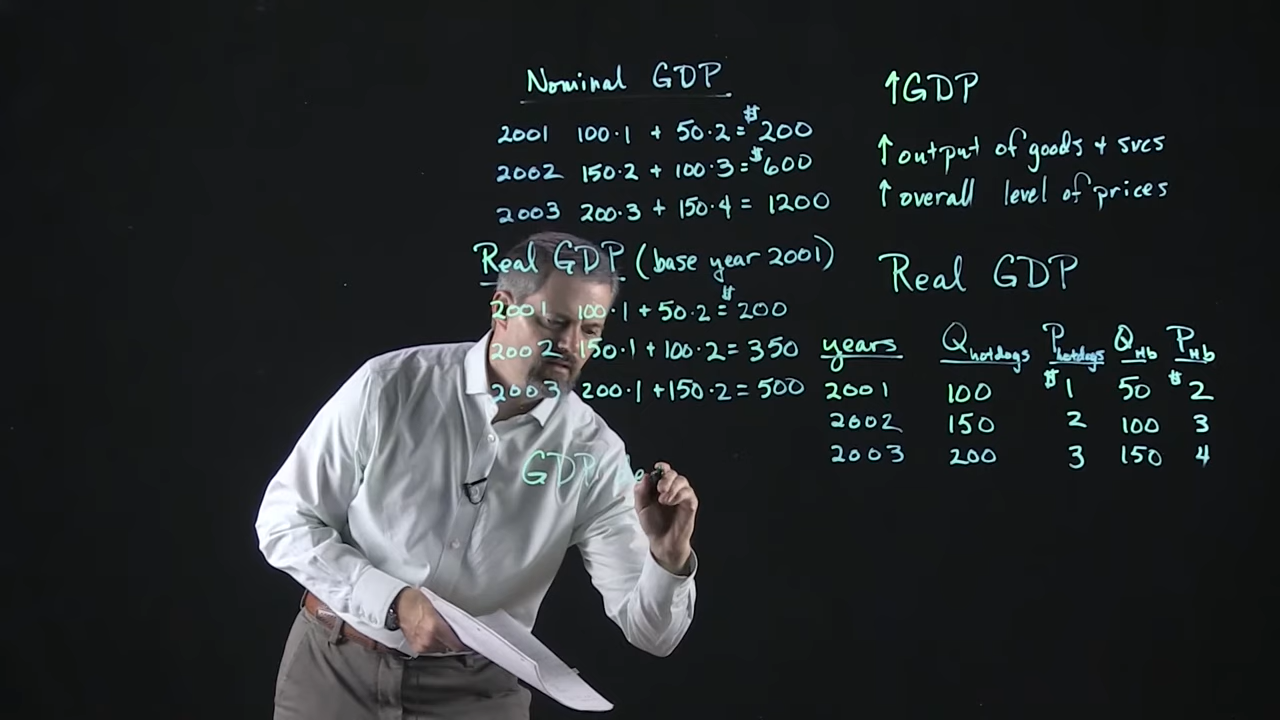 Nominal GDP
2001 100·1 + 50·2 = $200
2002 150·2 + 100·3 = $600
2003 200·3 + 150·4 = 1200
Real GDP (base year 2001)
2001 100·1 + 50·2 = $200
2002 150·1 + 100·2 = 350
2003 200·1 + 150·2 = 500
GDP de
↑GDP
↑output of goods + svcs
↑overall level of prices
Real GDP
years Qhotdogs Photdogs QHb PHb
2001 100 $1 50 $2
2002 150 2 100 3
2003 200 3 150 4